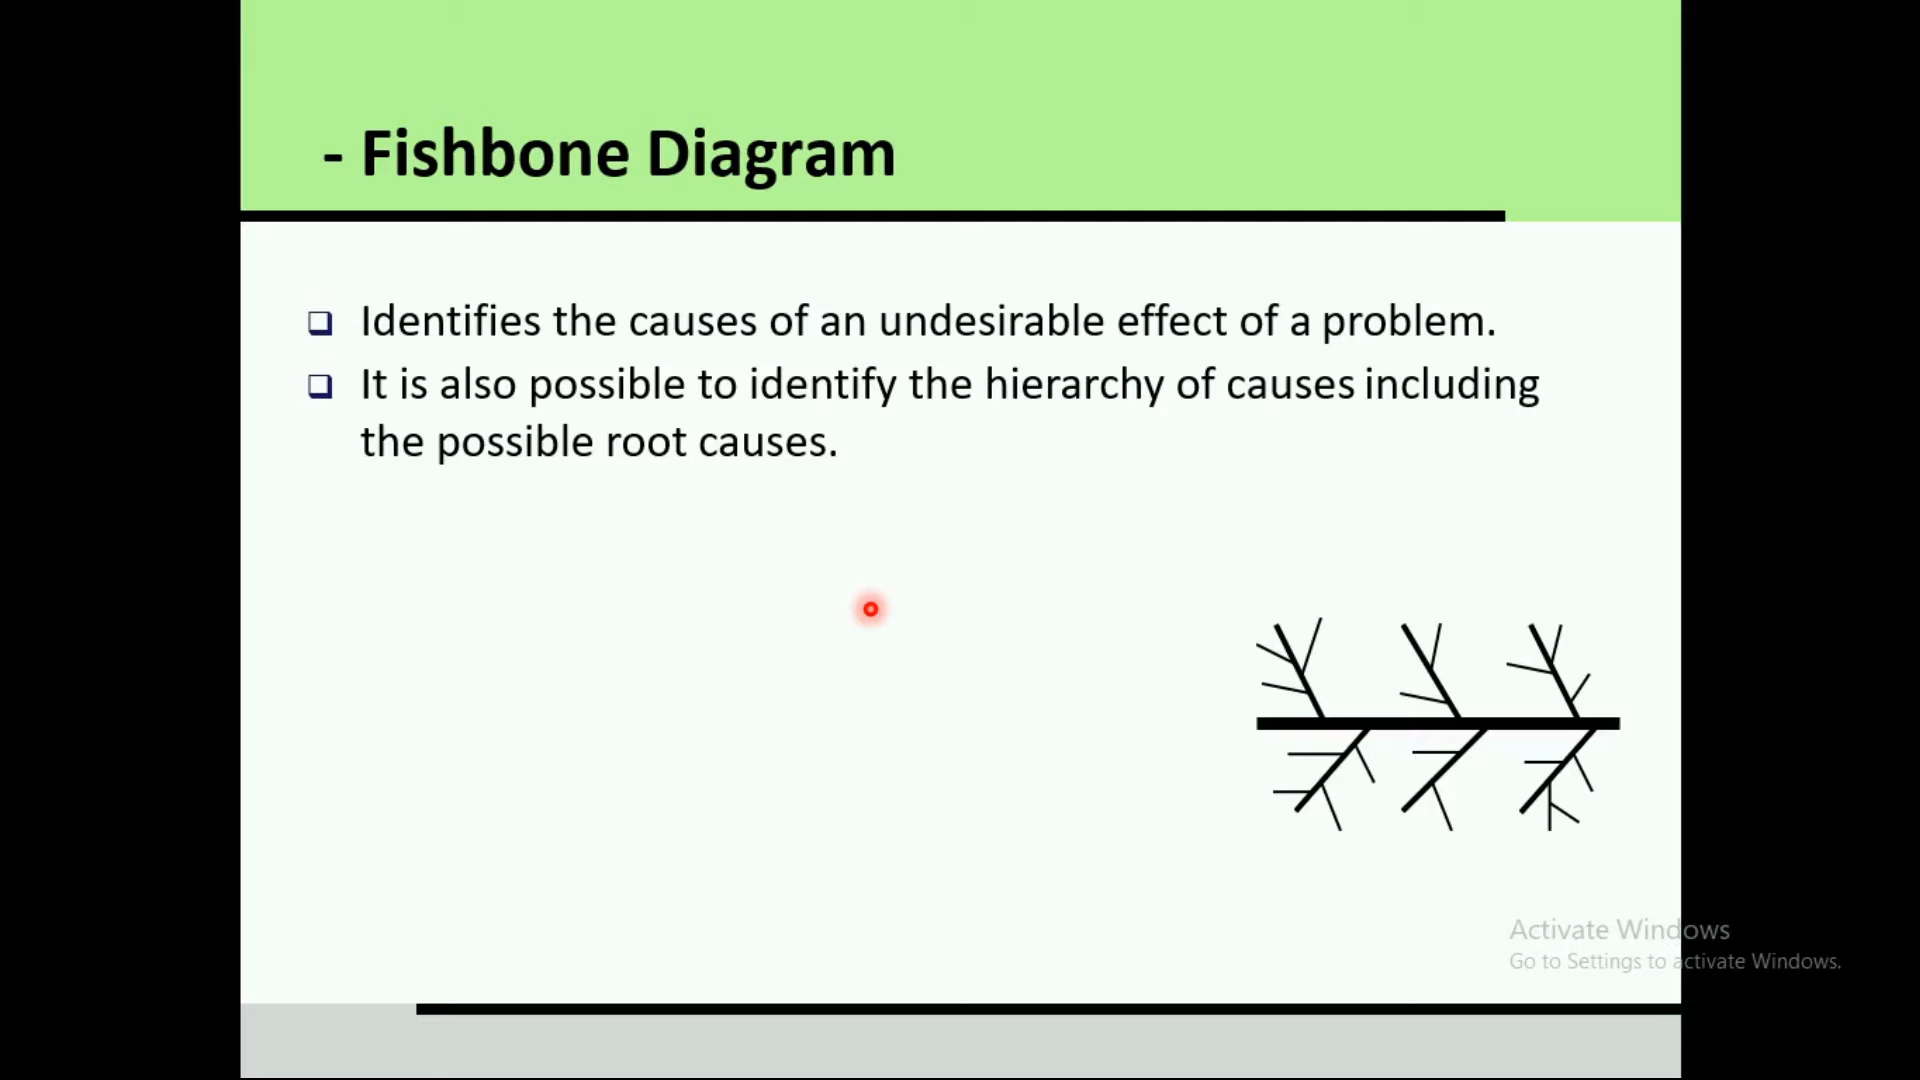 - Fishbone Diagram
Identifies the causes of an undesirable effect of a problem.
It is also possible to identify the hierarchy of causes including
the possible root causes.
Activate Windows
Go to Settings to activate Windows.